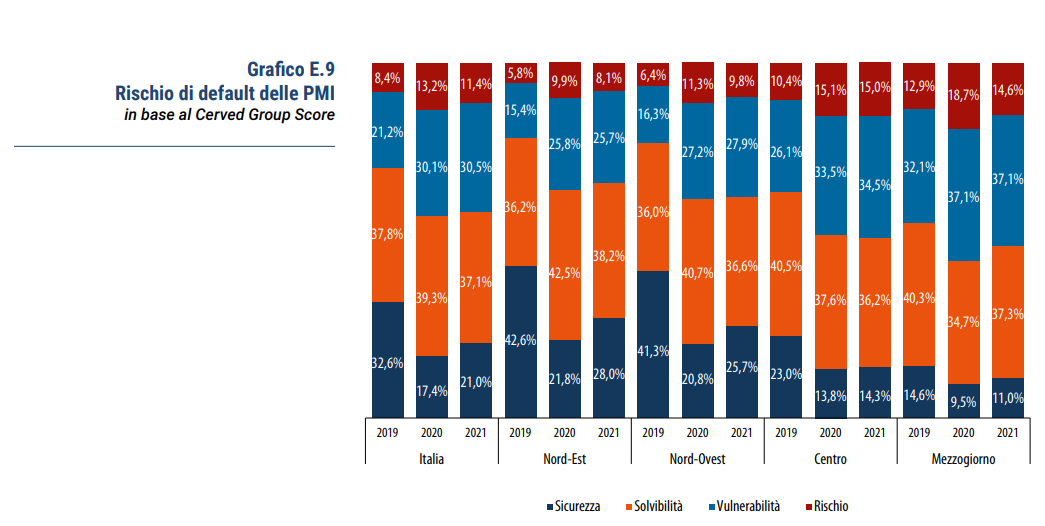 Grafico E.9
Rischio di default delle PMI
in base al Cerved Group Score
8,4% 13,2% 11,4% 5,8% 9,9% 8,1% 6,4% 11,3% 9,8% 10,4% 15,1% 15,0% 12,9% 18,7% 14,6%
21,2% 30,1% 30,5% 15,4% 25,8% 25,7% 16,3% 27,2% 27,9% 26,1% 33,5% 34,5% 32,1% 37,1% 37,1%
37,8% 39,3% 37,1% 36,2% 42,5% 38,2% 36,0% 40,7% 36,6% 40,5% 37,6% 36,2% 40,3% 34,7% 37,3%
32,6% 17,4% 21,0% 42,6% 21,8% 28,0% 41,3% 20,8% 25,7% 23,0% 13,8% 14,3% 14,6% 9,5% 11,0%
2019 2020 2021 2019 2020 2021 2019 2020 2021 2019 2020 2021 2019 2020 2021
Italia Nord-Est Nord-Ovest Centro Mezzogiorno
Sicurezza Solvibilità Vulnerabilità Rischio